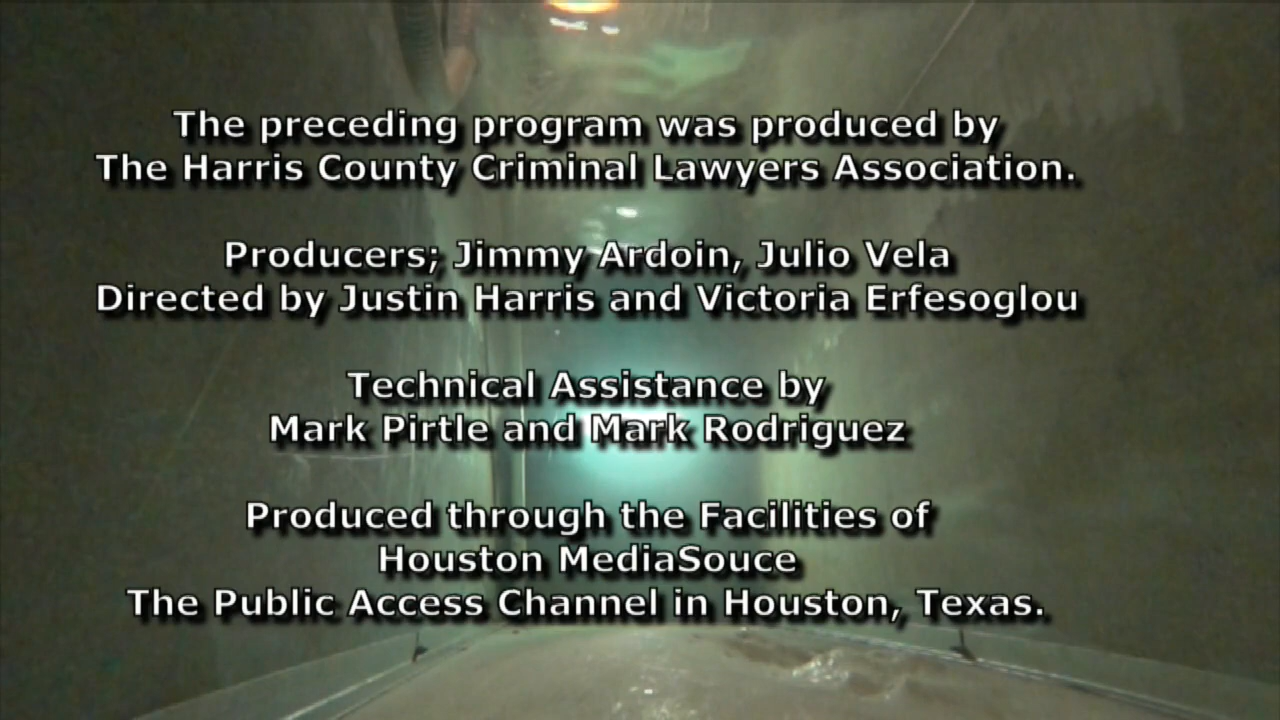 The preceding program was produced by
The Harris County Criminal Lawyers Association.
Producers; Jimmy Ardoin, Julio Vela
Directed by Justin Harris and Victoria Erfesoglou
Technical Assistance by
Mark Pirtle and Mark Rodriguez
Produced through the Facilities of
Houston MediaSouce
The Public Access Channel in Houston, Texas.